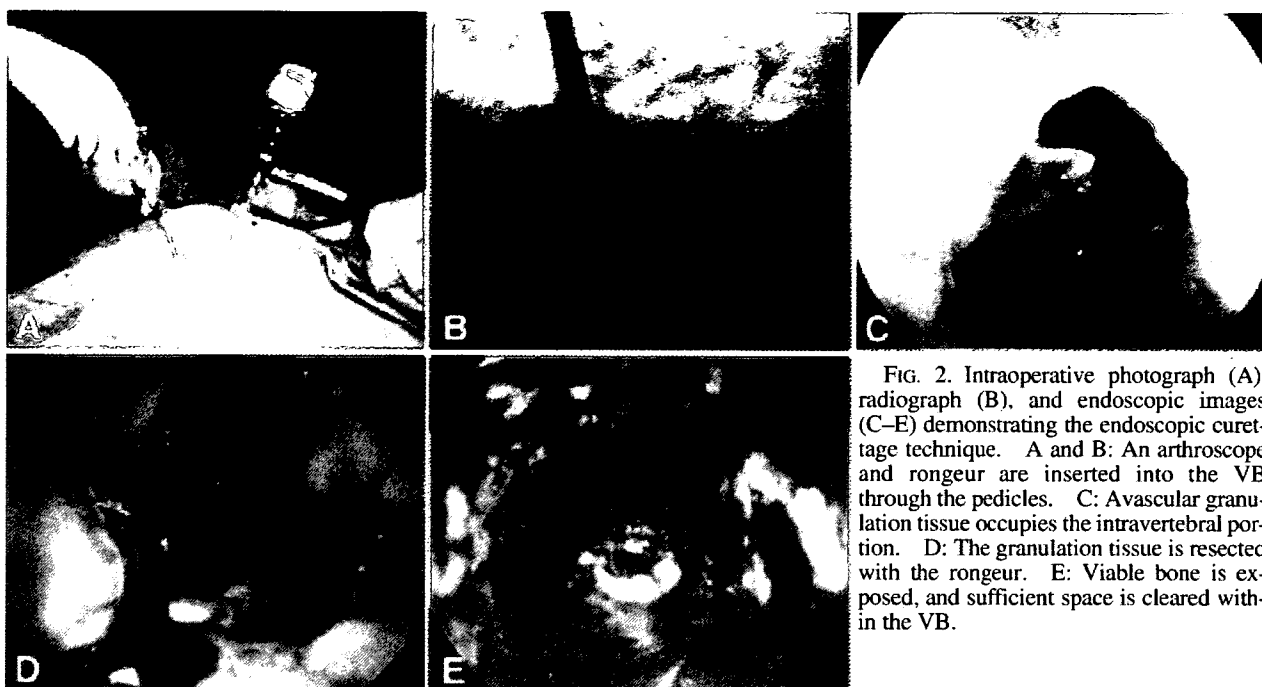 A
B
C
D
E
FIG. 2. Intraoperative photograph (A)
radiograph (B), and endoscopic images
(C–E) demonstrating the endoscopic curet-
tage technique. A and B: An arthroscope
and rongeur are inserted into the VB
through the pedicles. C: Avascular granu-
lation tissue occupies the intravertebral por-
tion. D: The granulation tissue is resected
with the rongeur. E: Viable bone is ex-
posed, and sufficient space is cleared with-
in the VB.